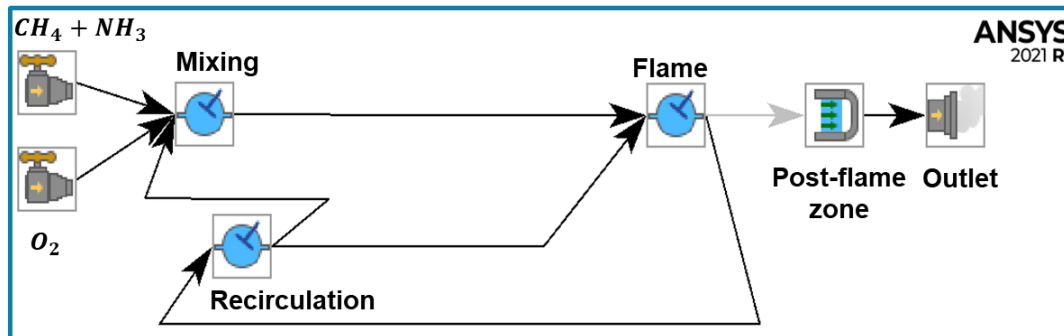 CH₄ + NH₃
ANSYS
2021 R
Mixing
Flame
Post-flame
zone
Outlet
O₂
Recirculation